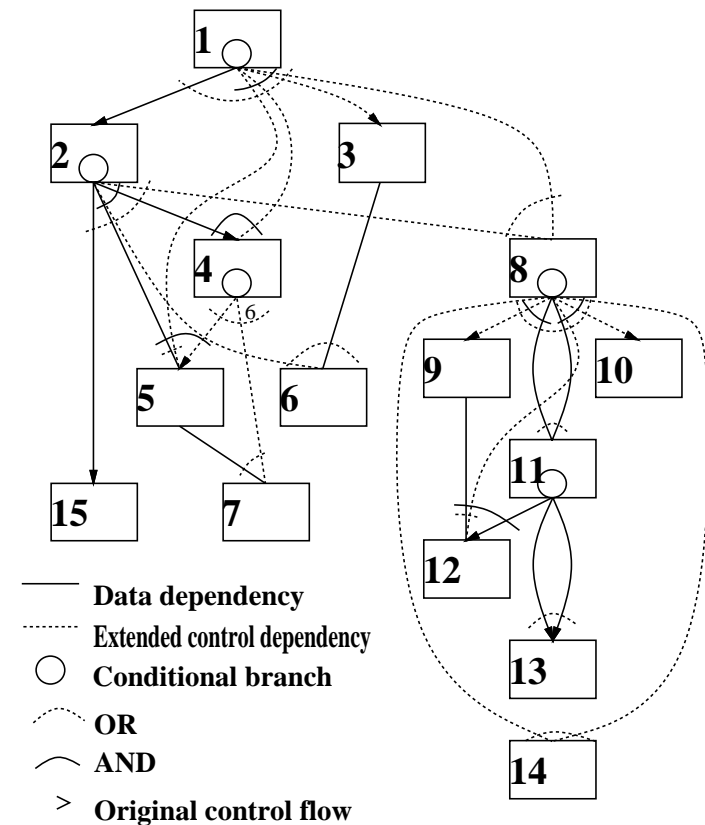 1
2
3
4
8
6
5
6
9
10
11
15
7
12
13
14
Data dependency
Extended control dependency
Conditional branch
OR
AND
Original control flow